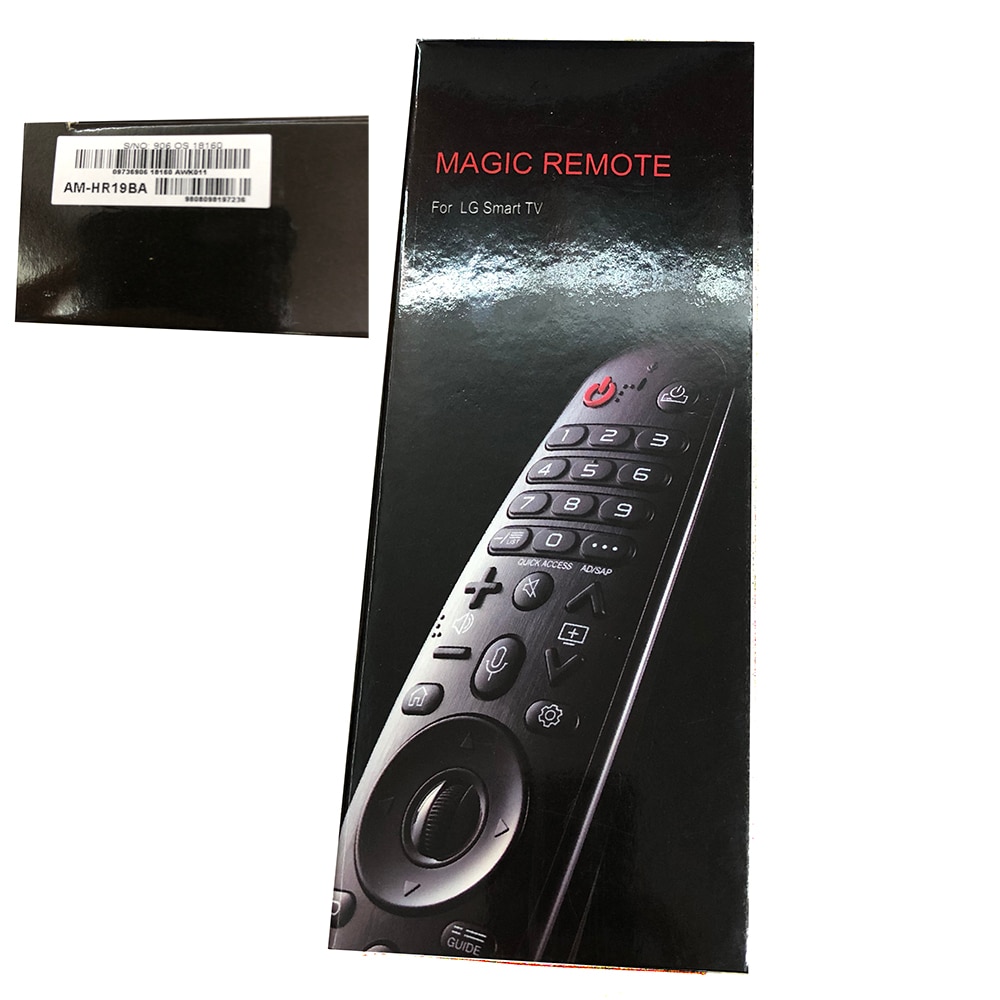 S/NO: 906 OS 18160
09736906 18160 AWK011
AM-HR19BA
9808098197236
MAGIC REMOTE
For LG Smart TV
1 2 3
4 5 6
7 8 9
-/LIST 0 ...
QUICK ACCESS AD/SAP
GUIDE